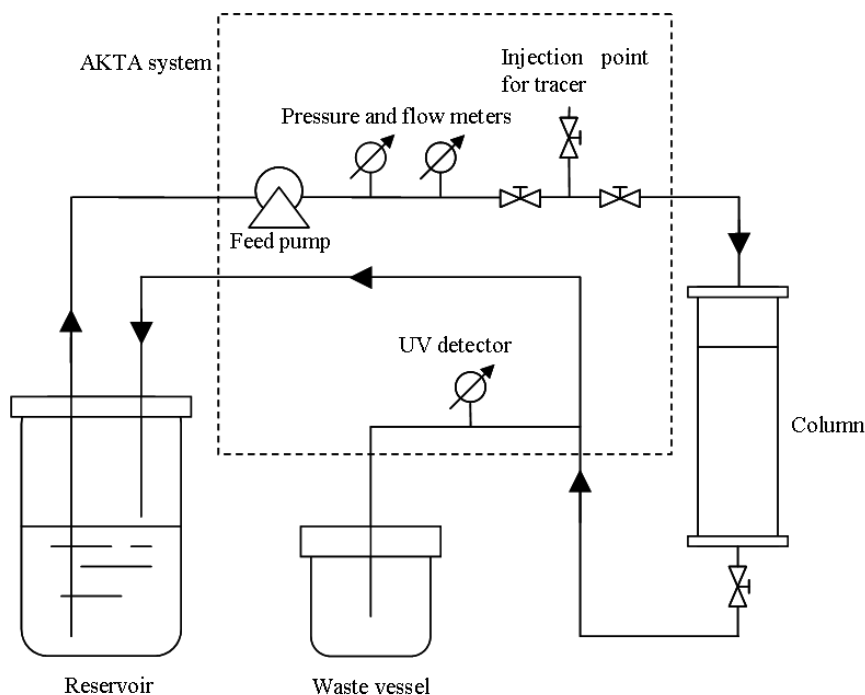 AKTA system
Injection point
for tracer
Pressure and flow meters
Feed pump
UV detector
Column
Reservoir
Waste vessel